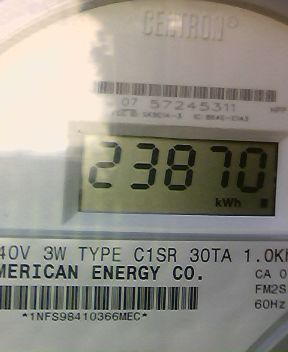 CENTRON®
07 57245311
23870
kWh
40V 3W TYPE C1SR 30TA 1.0K
MERICAN ENERGY CO.
CA 0
FM2S
60Hz
*1NFS98410366MEC*